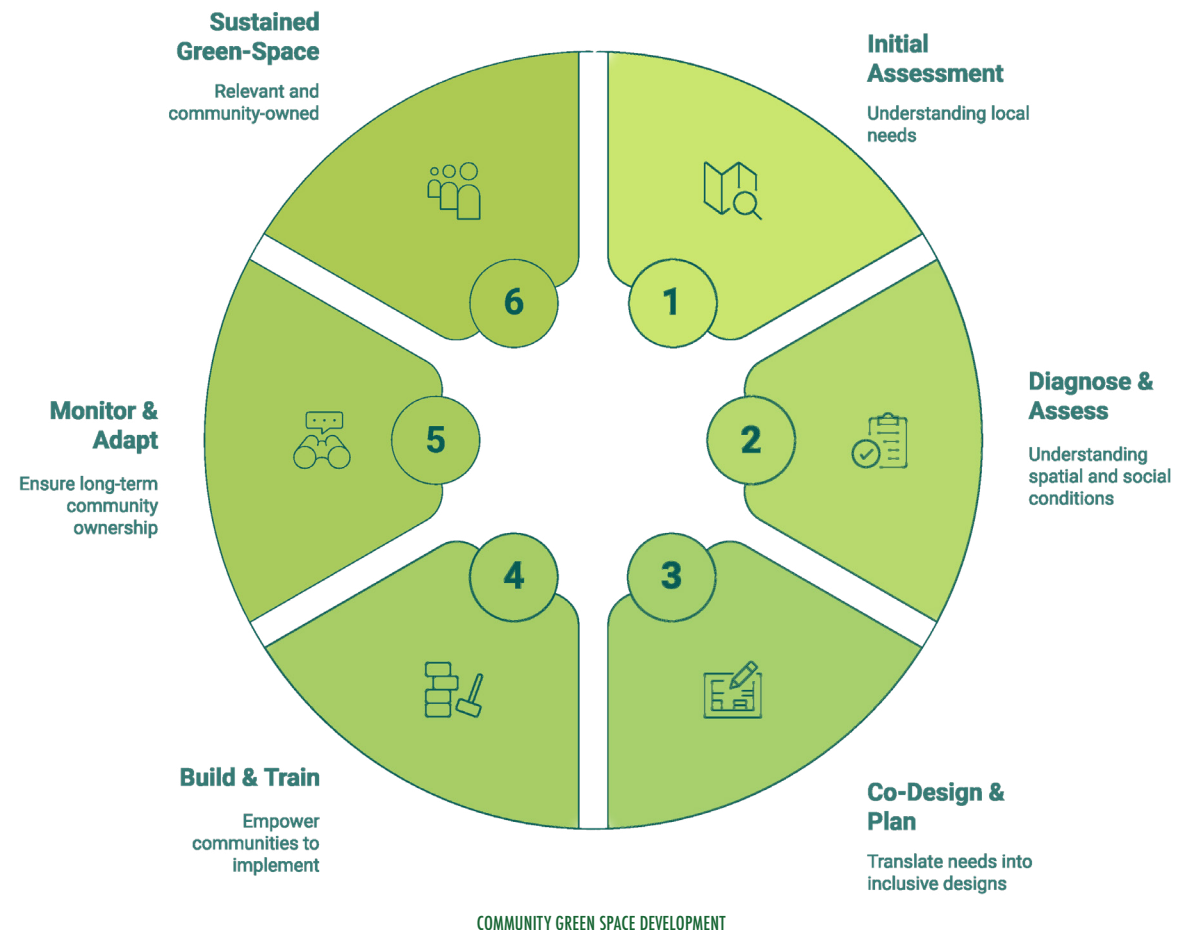 Initial
Assessment
Understanding local
needs
1
Diagnose &
Assess
Understanding
spatial and social
conditions
2
Co-Design &
Plan
Translate needs into
inclusive designs
3
Build & Train
Empower
communities to
implement
4
Monitor &
Adapt
Ensure long-term
community
ownership
5
Sustained
Green-Space
Relevant and
community-owned
6
COMMUNITY GREEN SPACE DEVELOPMENT